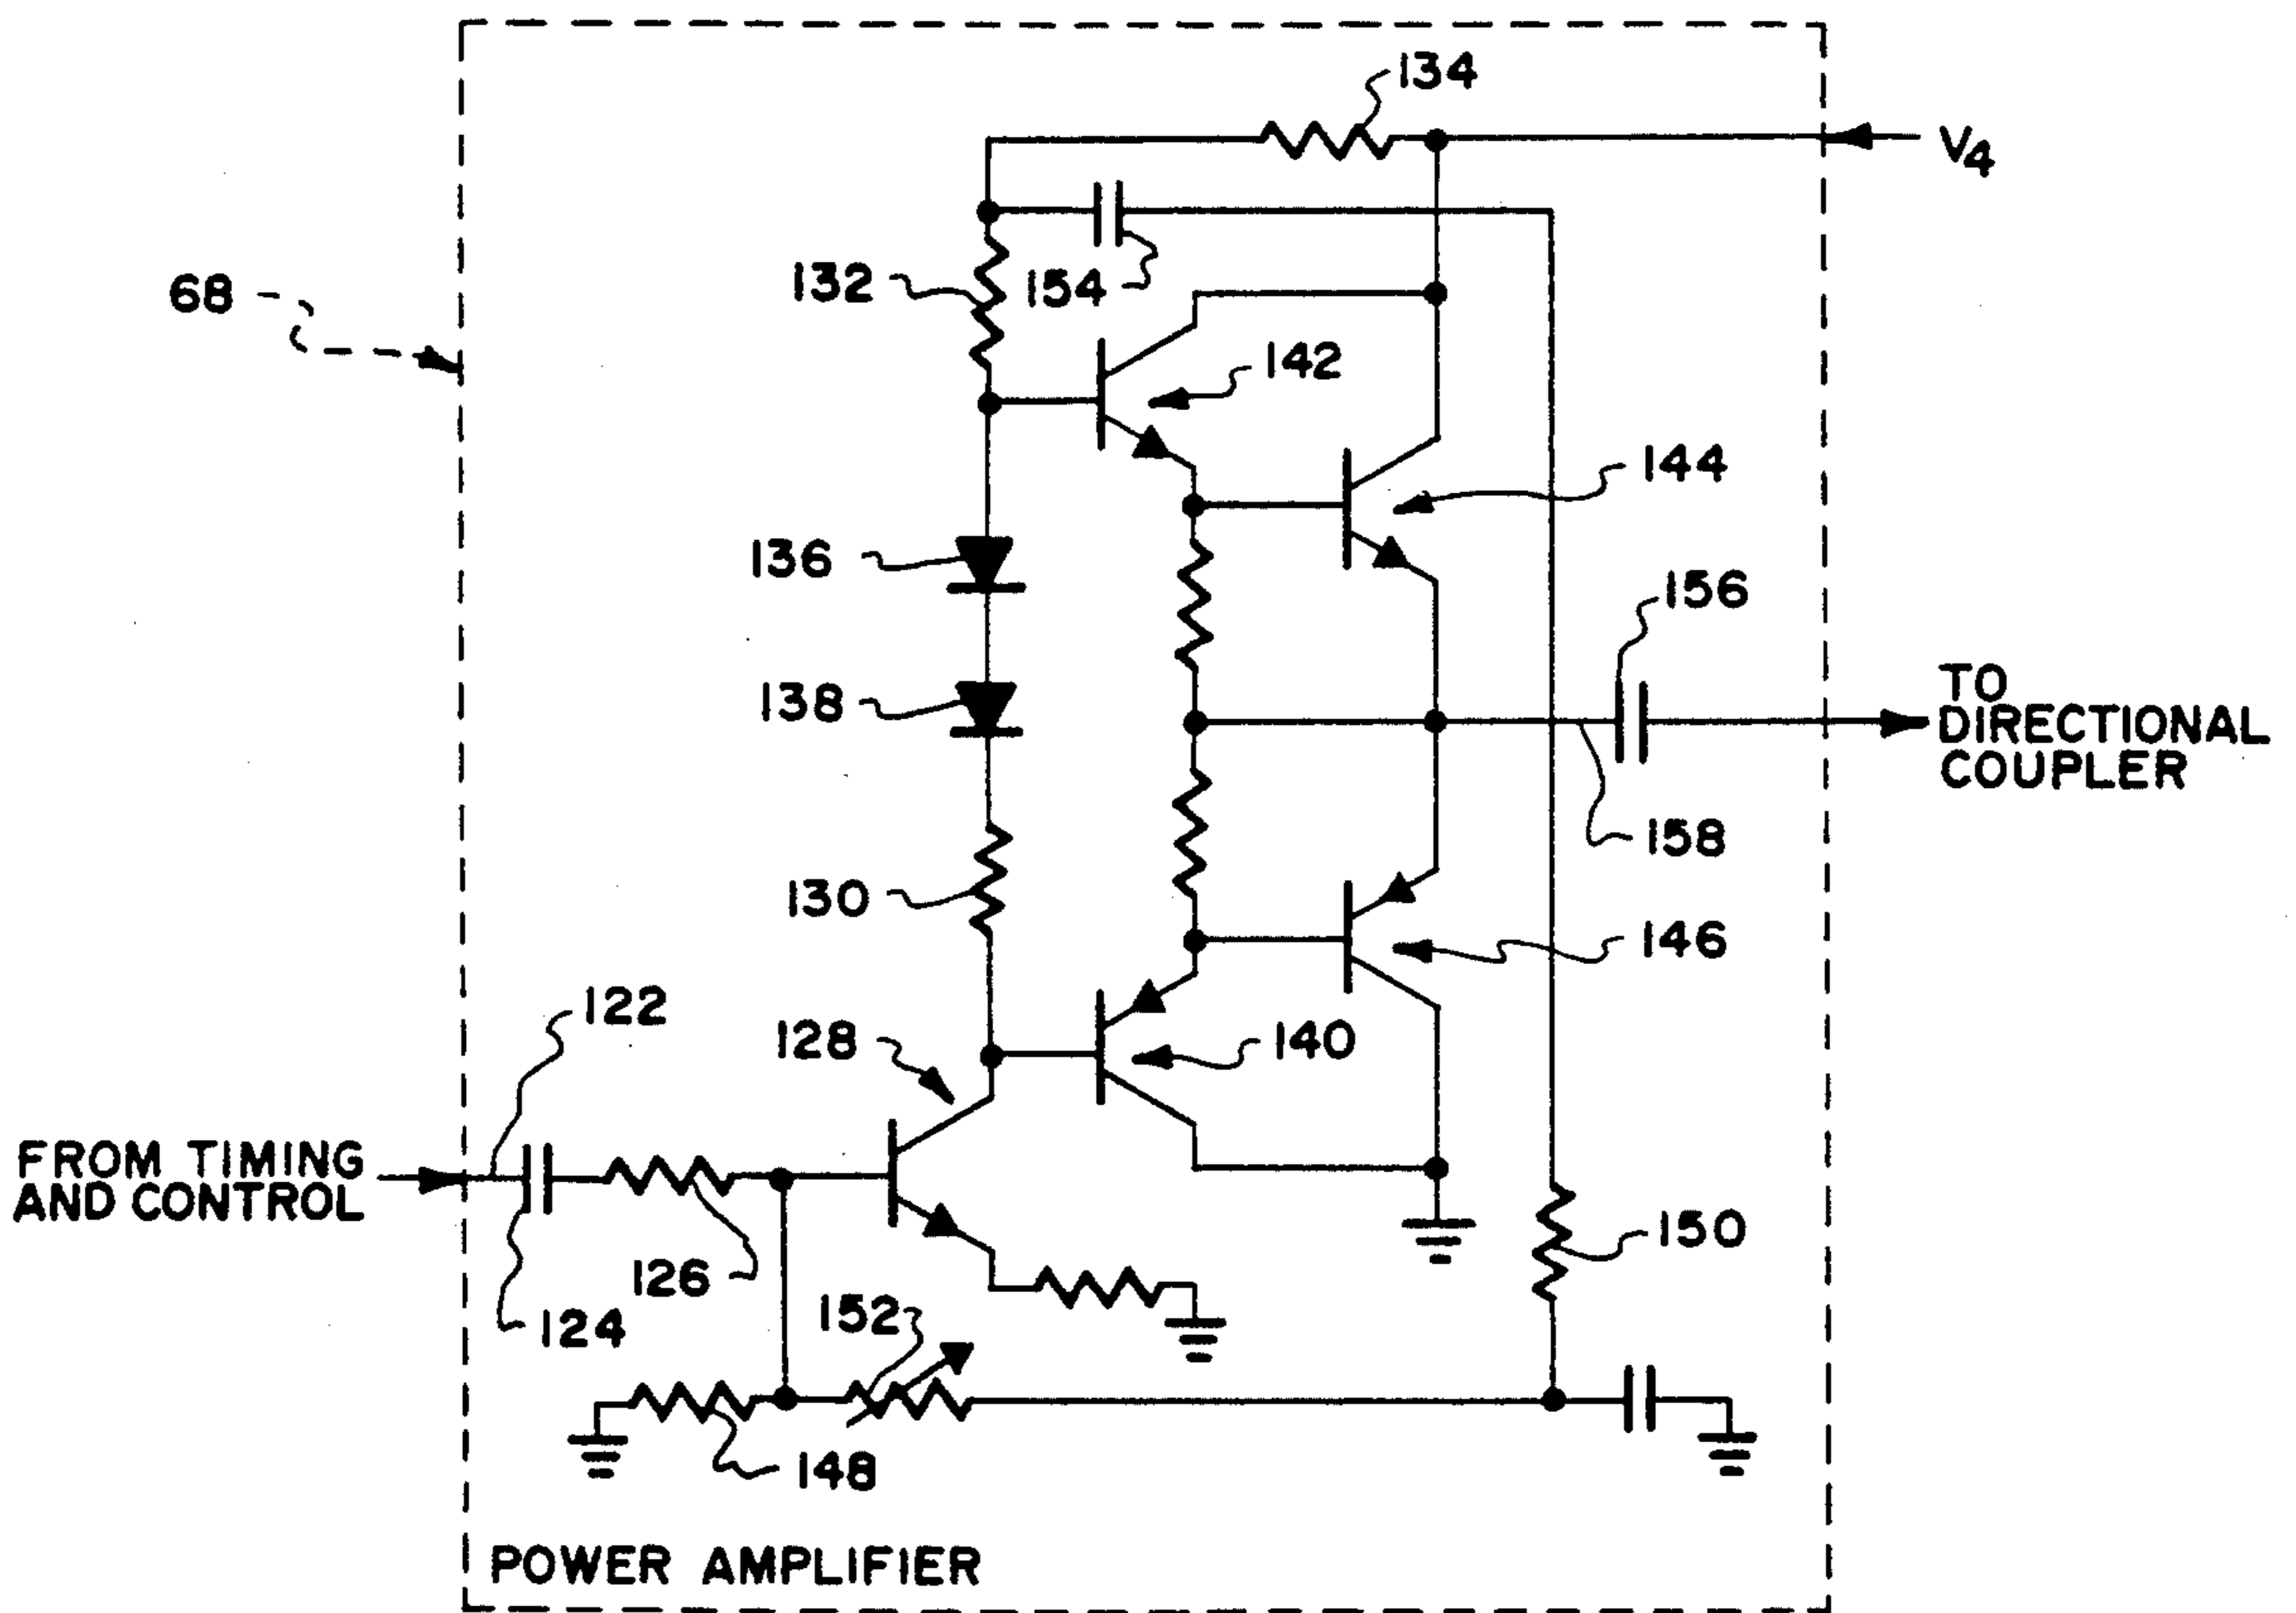 134
V4
132
154
68
142
144
136
156
138
TO
DIRECTIONAL
COUPLER
158
130
146
122
128
140
FROM TIMING
AND CONTROL
150
126
152
124
148
POWER AMPLIFIER